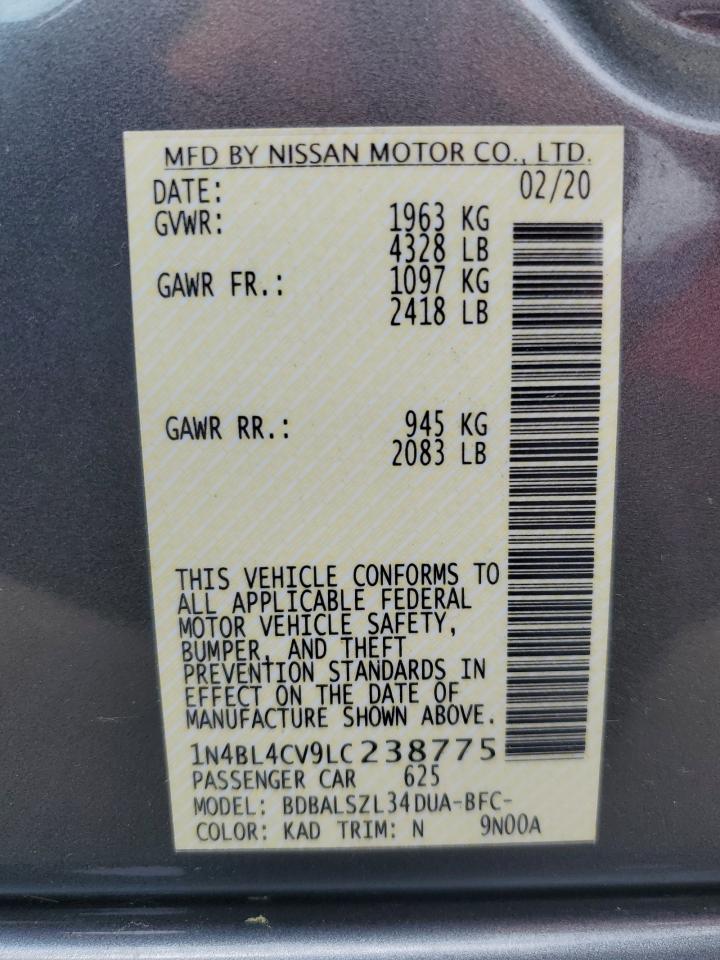 MFD BY NISSAN MOTOR CO., LTD.
DATE: 02/20
GVWR: 1963 KG
4328 LB
GAWR FR.: 1097 KG
2418 LB
GAWR RR.: 945 KG
2083 LB
THIS VEHICLE CONFORMS TO
ALL APPLICABLE FEDERAL
MOTOR VEHICLE SAFETY,
BUMPER, AND THEFT
PREVENTION STANDARDS IN
EFFECT ON THE DATE OF
MANUFACTURE SHOWN ABOVE.
1N4BL4CV9LC238775
PASSENGER CAR 625
MODEL: BDBALSZL34DUA-BFC-
COLOR: KAD TRIM: N 9N00A